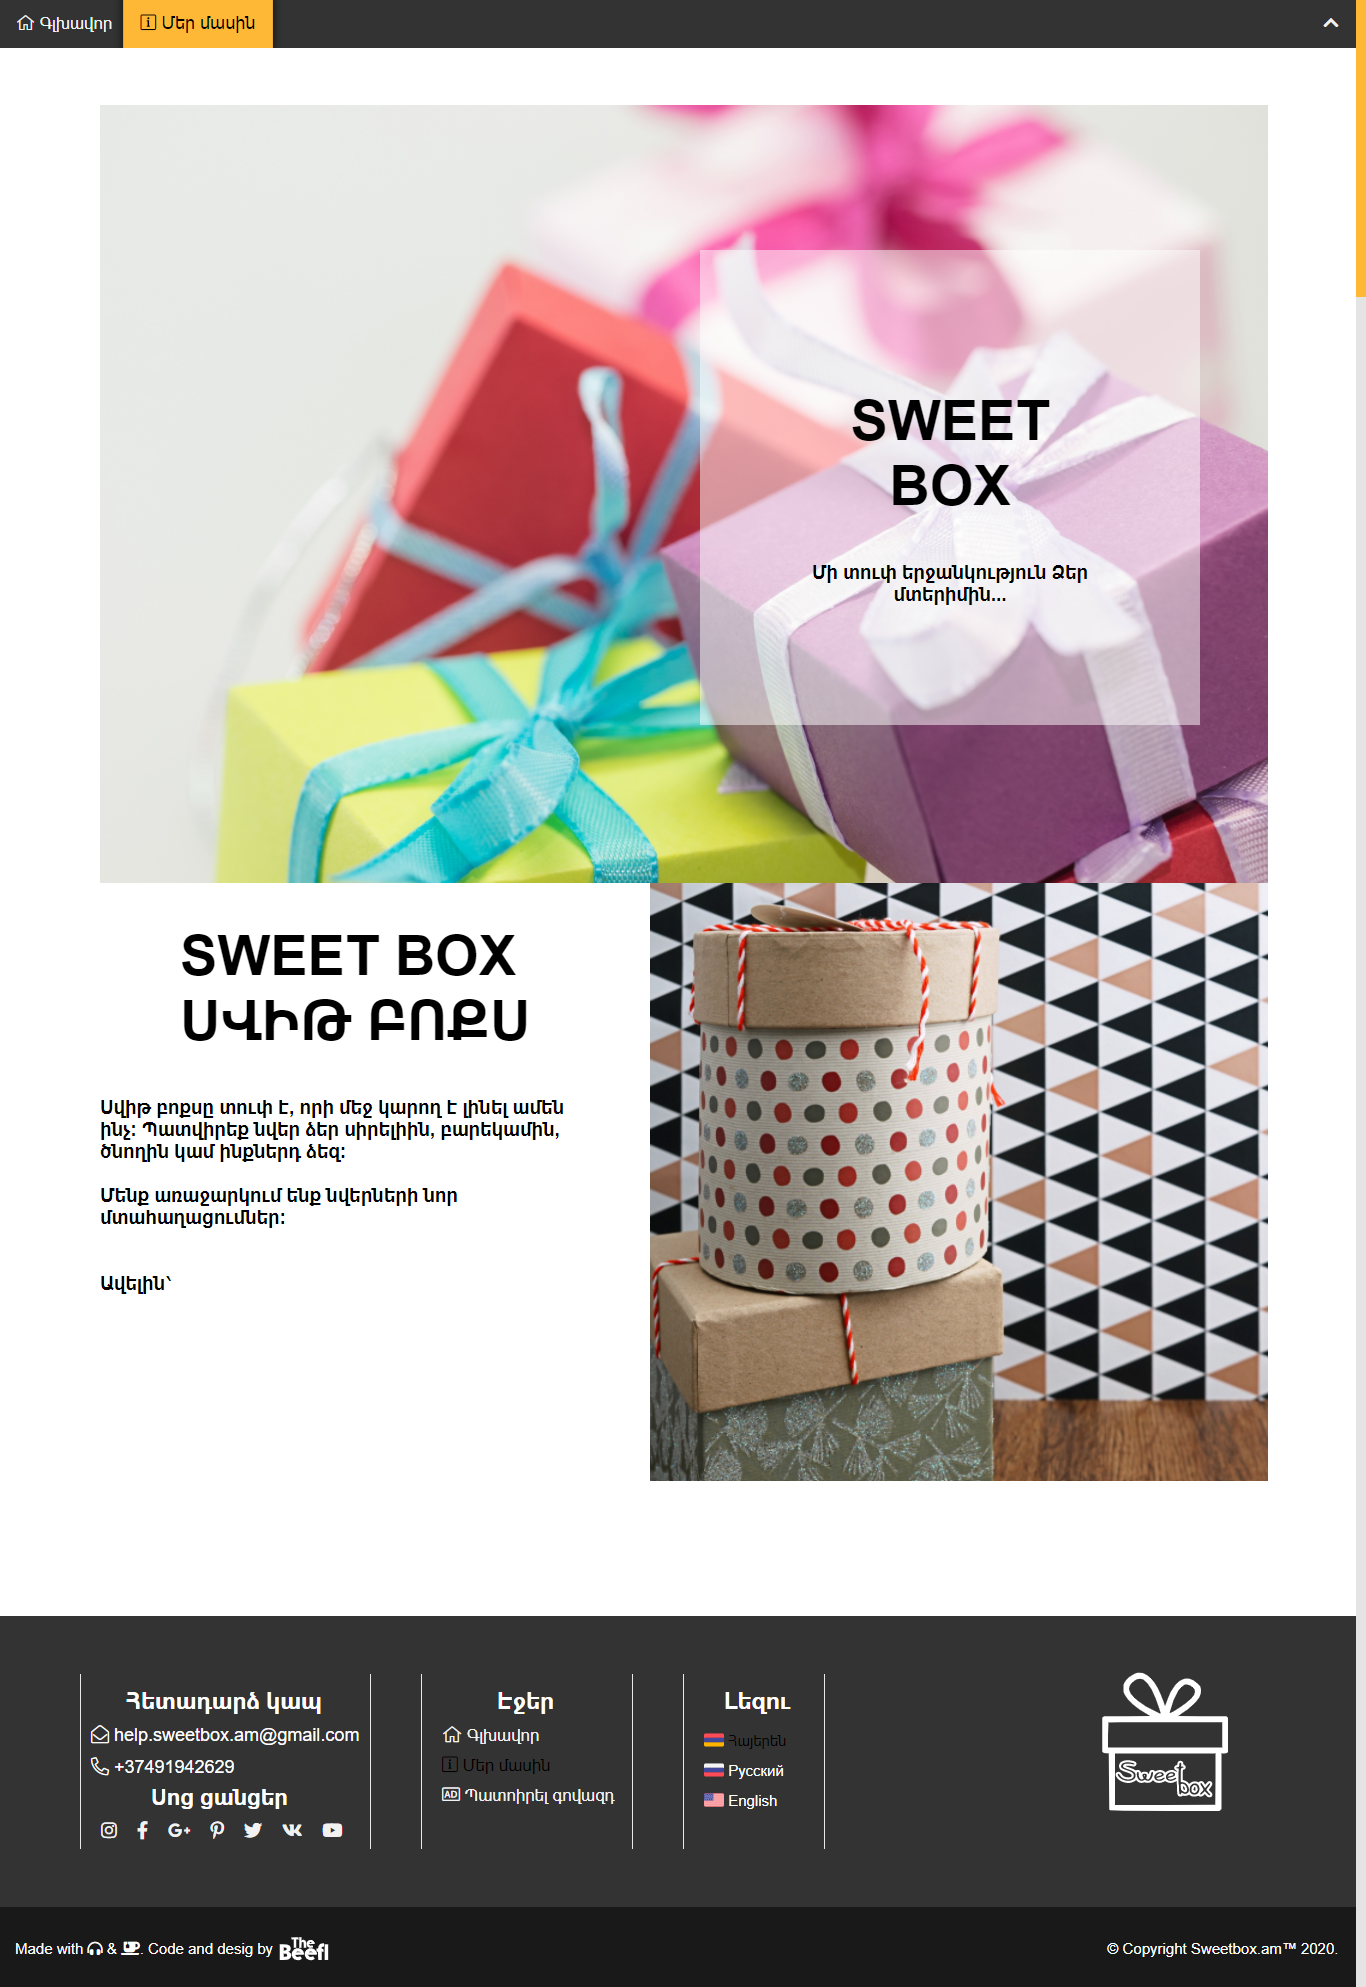 Գլխավոր
Մեր մասին
SWEET
BOX
Մի տուփ երջանկություն Ձեր
մտերիմին...
SWEET BOX
ՍՎԻԹ ԲՈՔՍ
Սվիթ բոքսը տուփ է, որի մեջ կարող է լինել ամեն
ինչ: Պատվիրեք նվեր ձեր սիրելիին, բարեկամին,
ծնողին կամ ինքներդ ձեզ:
Մենք առաջարկում ենք նվերների նոր
մտահաղացումներ:
Ավելին՝
Հետադարձ կապ
help.sweetbox.am@gmail.com
+37491942629
Սոց ցանցեր
Էջեր
Գլխավոր
Մեր մասին
AD Պատոիրել գովազդ
Լեզու
Հայերեն
Русский
English
Sweet
box
Made with & . Code and desig by The Beefl
© Copyright Sweetbox.am™ 2020.